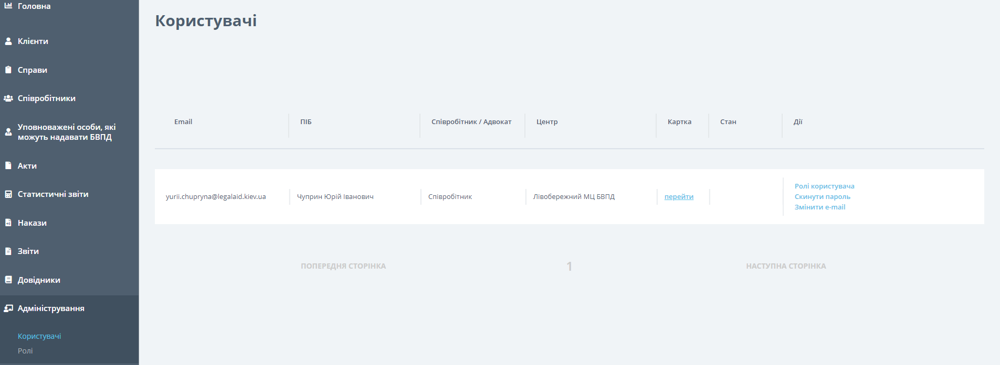 Головна
Клієнти
Справи
Співробітники
Уповноважені особи, які
можуть надавати БВПД
Акти
Статистичні звіти
Накази
Звіти
Довідники
Адміністрування
Користувачі
Ролі
Користувачі
Email ПІБ Співробітник / Адвокат Центр Картка Стан Дії
yurii.chupryna@legalaid.kiev.ua Чуприн Юрій Іванович Співробітник Лівобережний МЦ БВПД перейти
Ролі користувача
Скинути пароль
Змінити e-mail
ПОПЕРЕДНЯ СТОРІНКА 1 НАСТУПНА СТОРІНКА